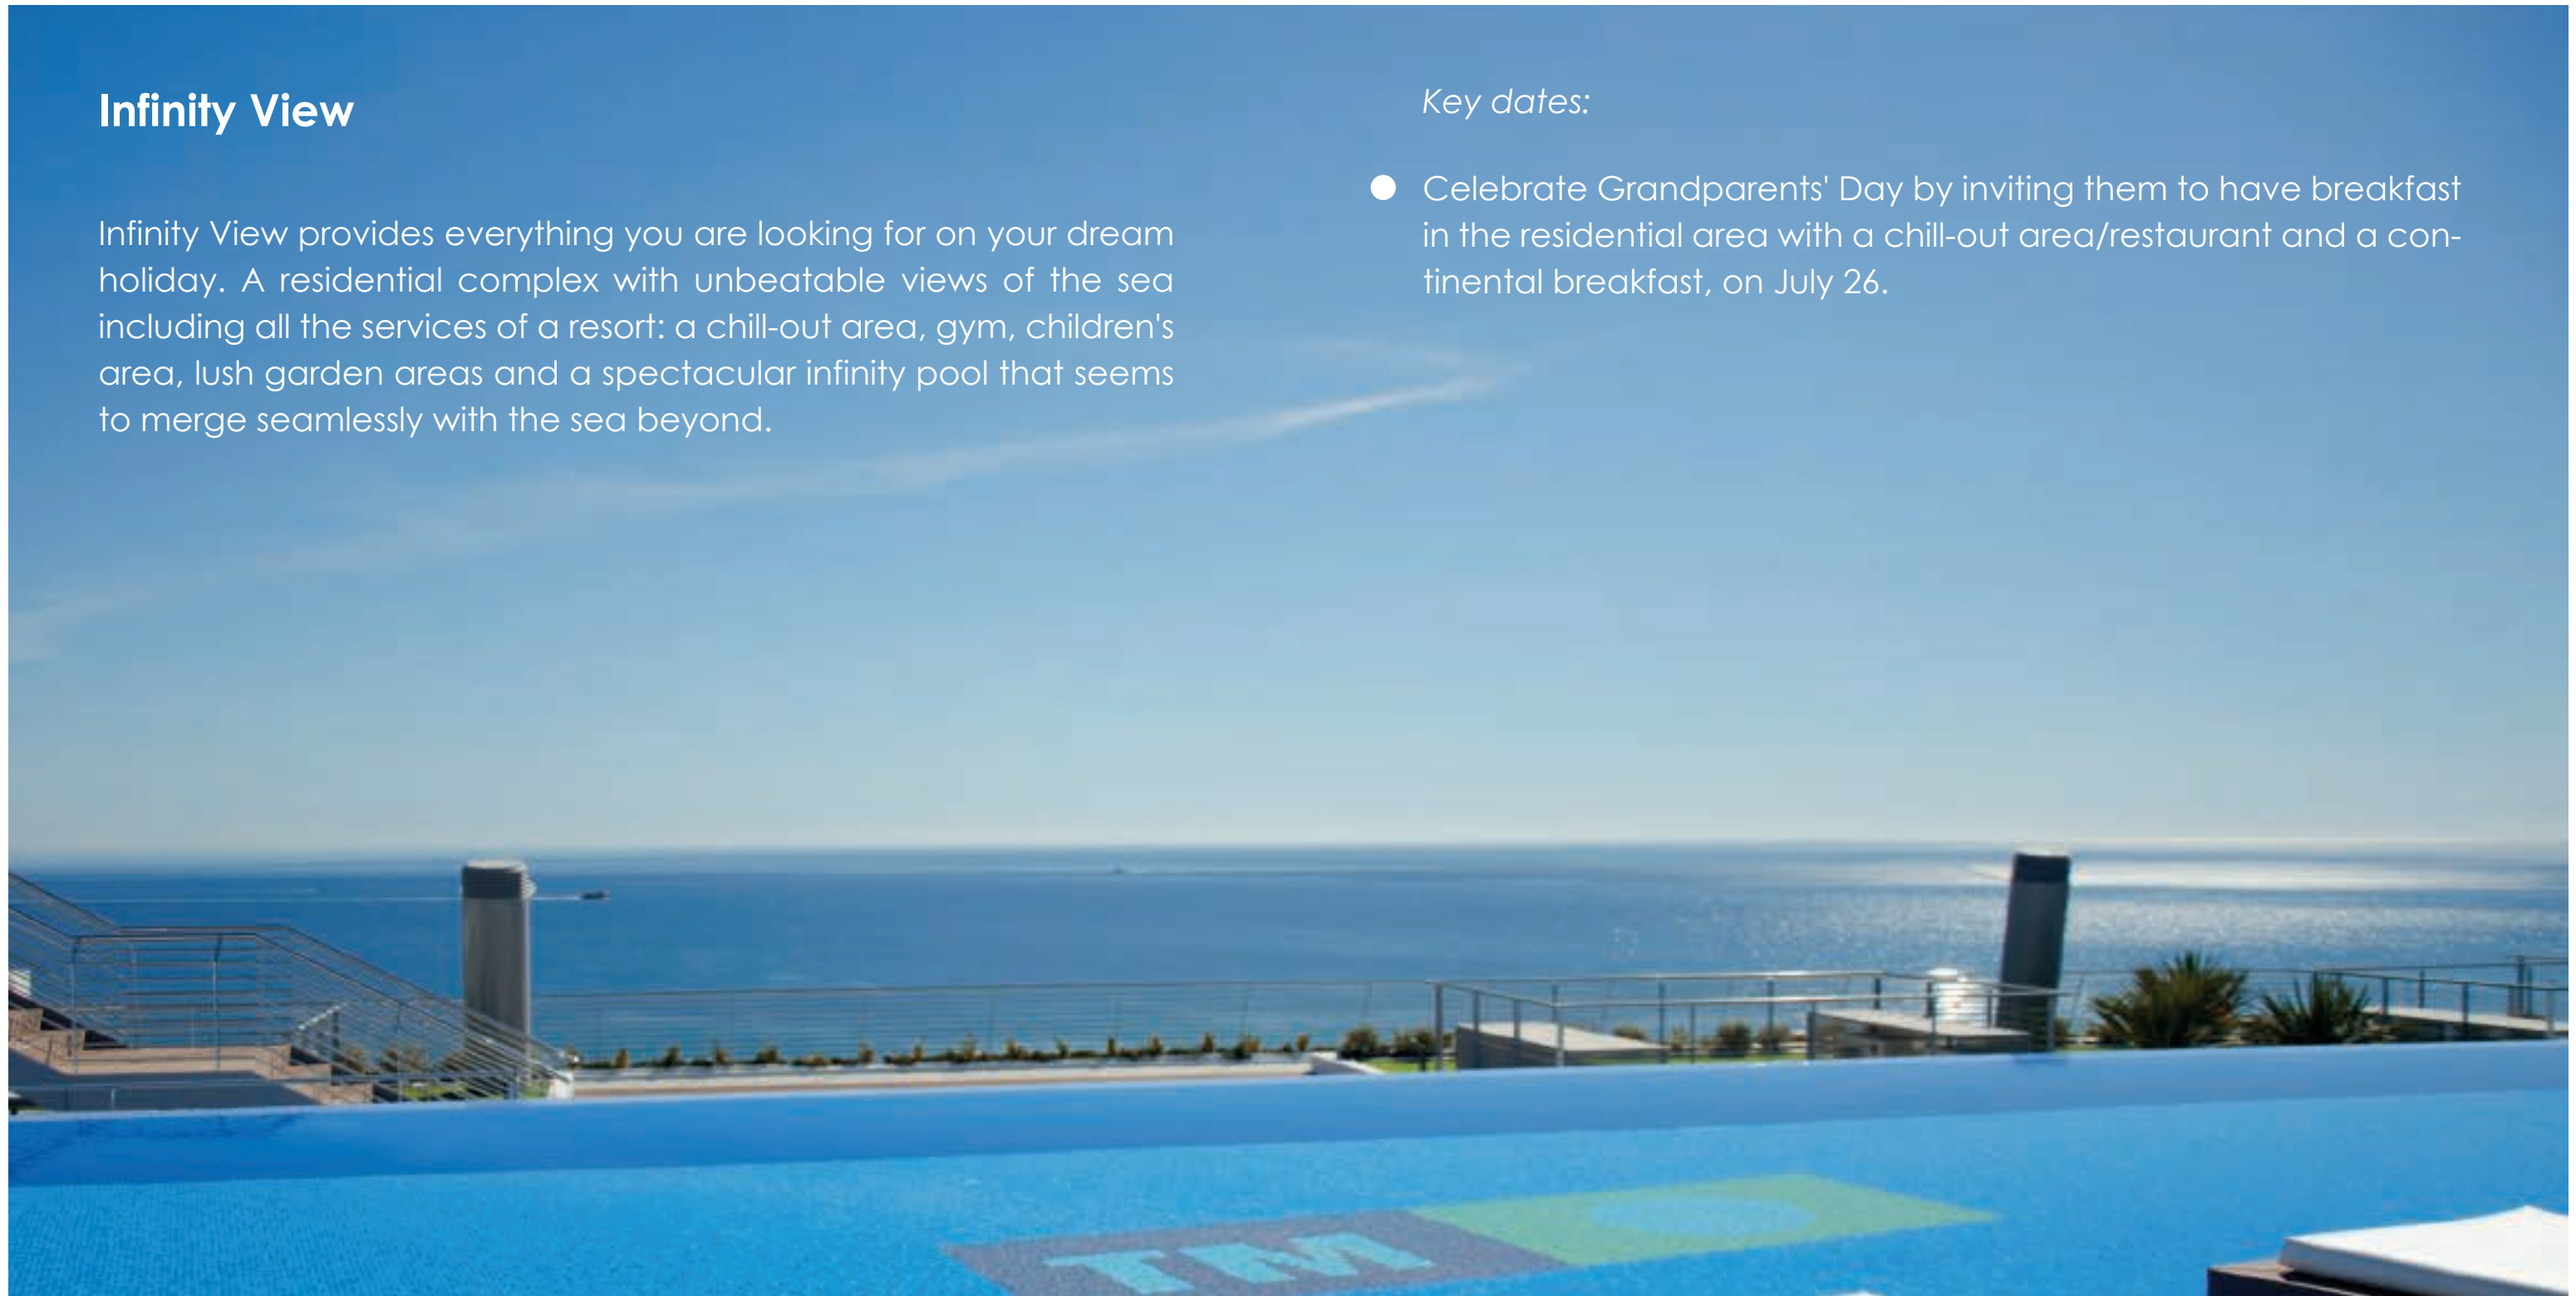 Infinity View
Infinity View provides everything you are looking for on your dream
holiday. A residential complex with unbeatable views of the sea
including all the services of a resort: a chill-out area, gym, children's
area, lush garden areas and a spectacular infinity pool that seems
to merge seamlessly with the sea beyond.
Key dates:
Celebrate Grandparents' Day by inviting them to have breakfast
in the residential area with a chill-out area/restaurant and a con-
tinental breakfast, on July 26.
TM